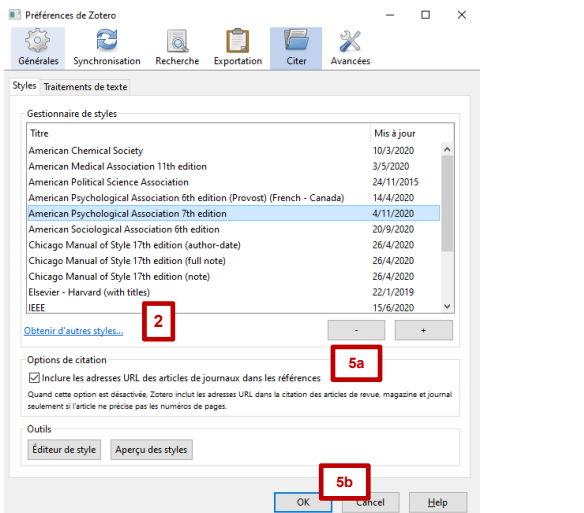 Préférences de Zotero
Générales Synchronisation Recherche Exportation Citer Avancées
Styles Traitements de texte
Gestionnaire de styles
Titre Mis à jour
American Chemical Society 10/3/2020
American Medical Association 11th edition 3/5/2020
American Political Science Association 24/11/2015
American Psychological Association 6th edition (Provost) (French - Canada) 14/4/2020
American Psychological Association 7th edition 4/11/2020
American Sociological Association 6th edition 20/9/2020
Chicago Manual of Style 17th edition (author-date) 26/4/2020
Chicago Manual of Style 17th edition (full note) 26/4/2020
Chicago Manual of Style 17th edition (note) 26/4/2020
Elsevier - Harvard (with titles) 22/1/2019
IEEE 15/6/2020
Obtenir d'autres styles... 2 - +
5a
Options de citation
Inclure les adresses URL des articles de journaux dans les références
Quand cette option est désactivée, Zotero inclut les adresses URL dans la citation des articles de revue, magazine et journal
seulement si l'article ne précise pas les numéros de pages.
Outils
Éditeur de style Aperçu des styles
5b
OK Cancel Help